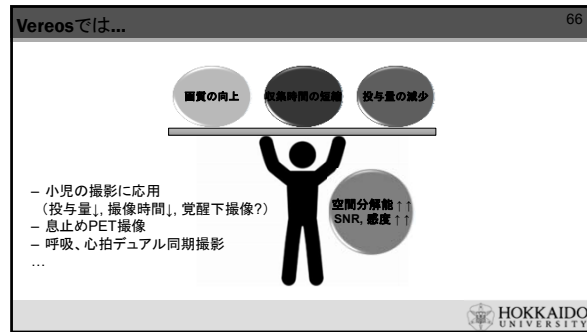 Vereosでは...
66
画質の向上
収集時間の短縮
投与量の減少
– 小児の撮影に応用
（投与量↓, 撮像時間↓, 覚醒下撮像?）
– 息止めPET撮像
– 呼吸、心拍デュアル同期撮影
…
空間分解能↑↑
SNR, 感度↑↑
HOKKAIDO
UNIVERSITY